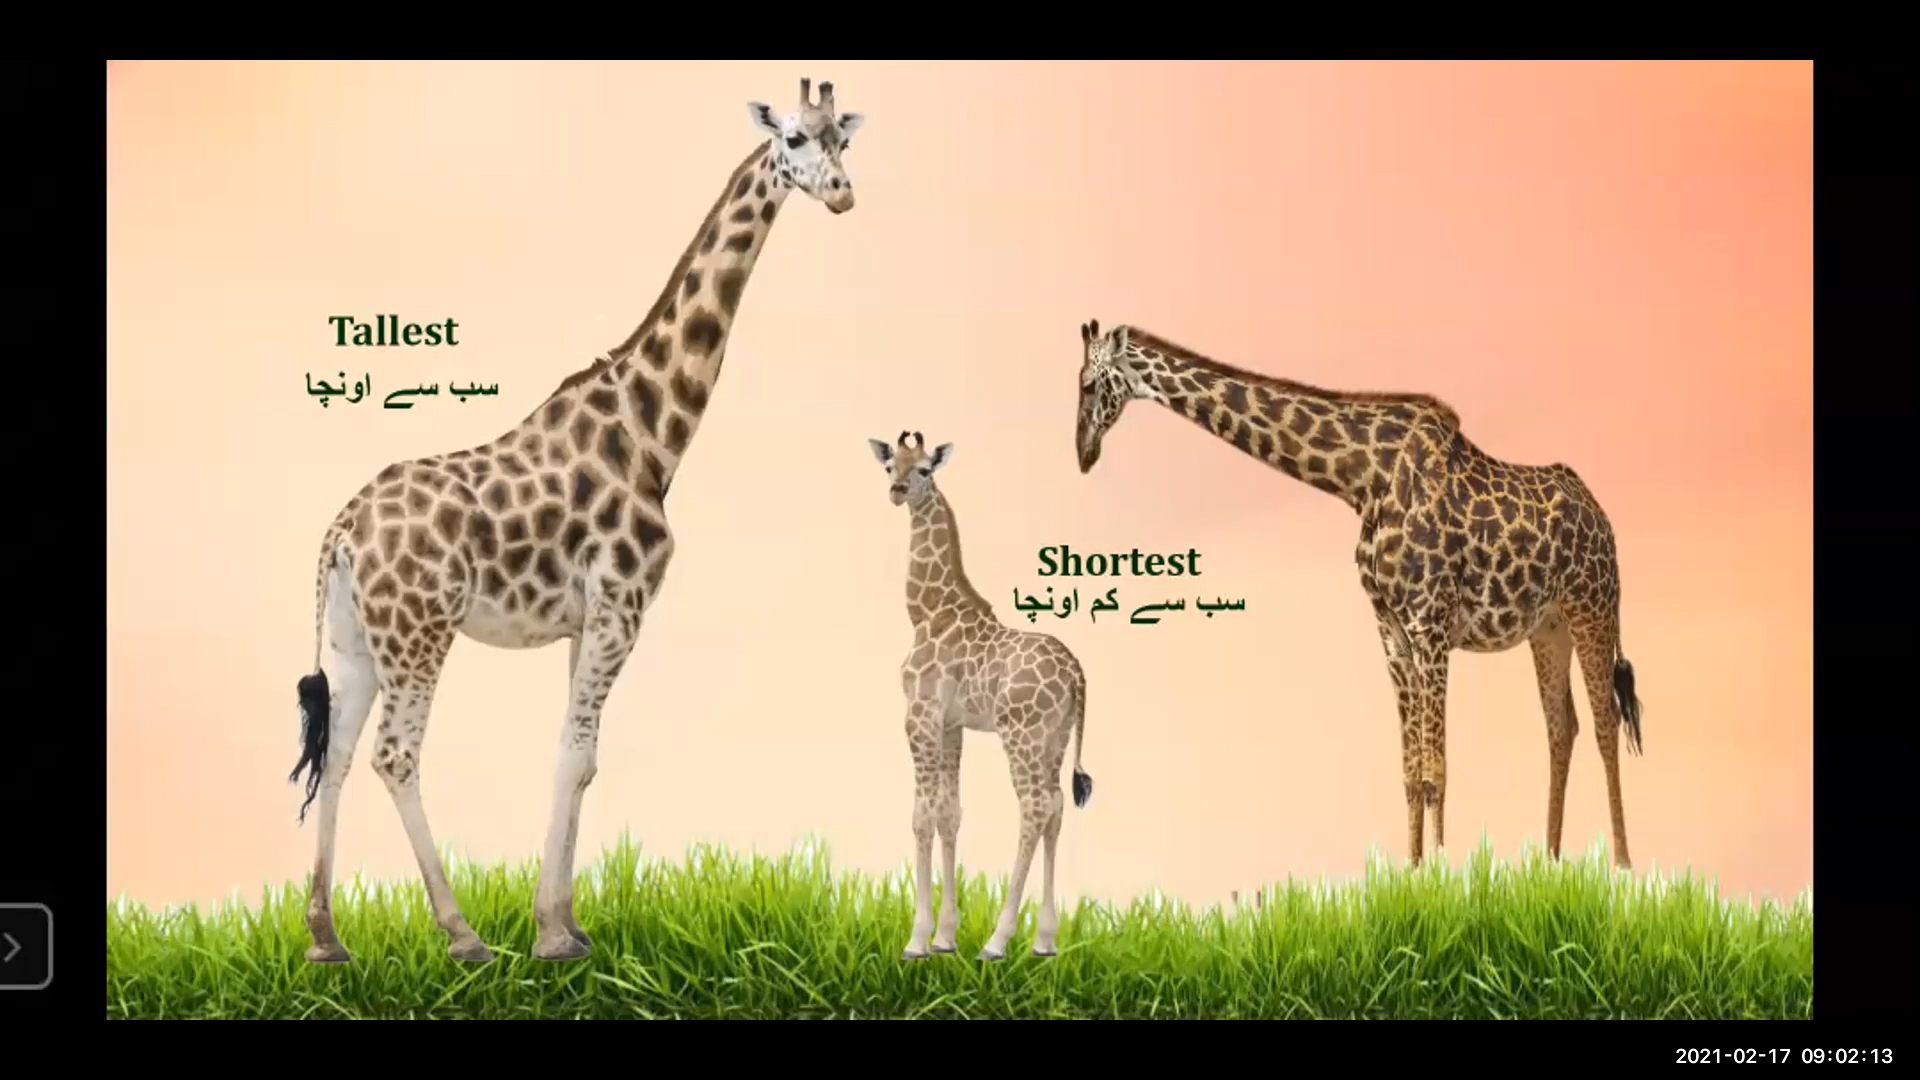 Tallest
سب سے اونچا
Shortest
سب سے کم اونچا
2021-02-17 09:02:13